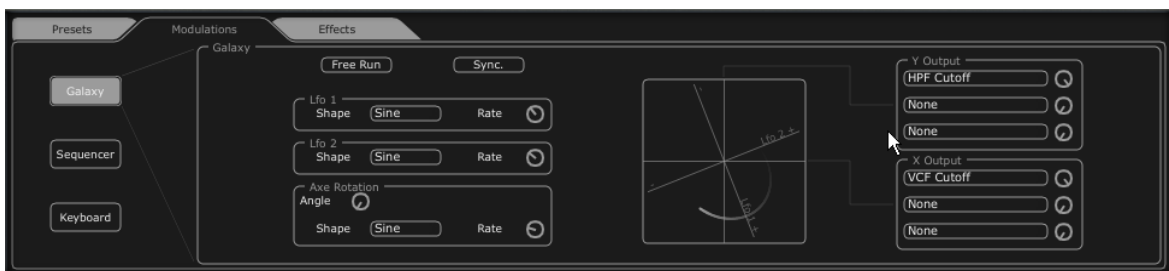 Presets Modulations Effects
Galaxy
Sequencer
Keyboard
Galaxy
Free Run Sync.
Lfo 1
Shape Sine Rate
Lfo 2
Shape Sine Rate
Axe Rotation
Angle
Shape Sine Rate
Lfo 2 +
Lfo 1 +
Y Output
HPF Cutoff
None
None
X Output
VCF Cutoff
None
None